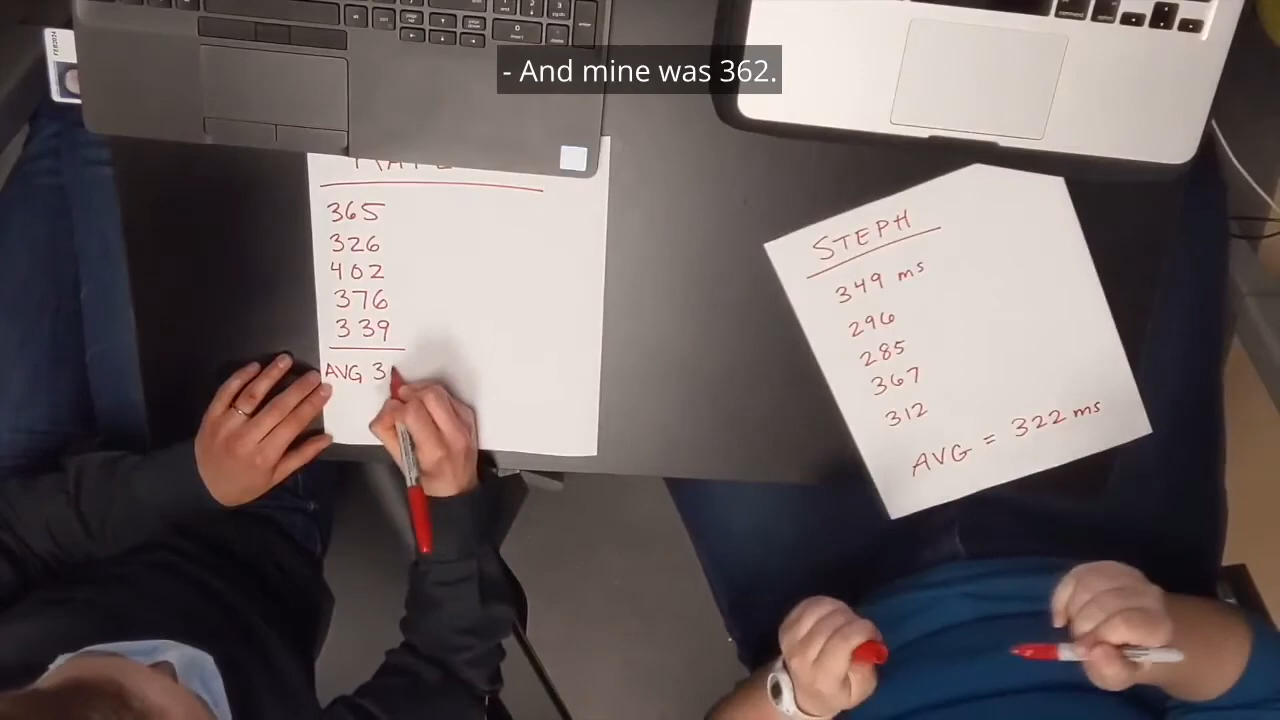 - And mine was 362.
365
326
402
376
339
AVG 3
STEPH
349 ms
296
285
367
312
AVG = 322 ms